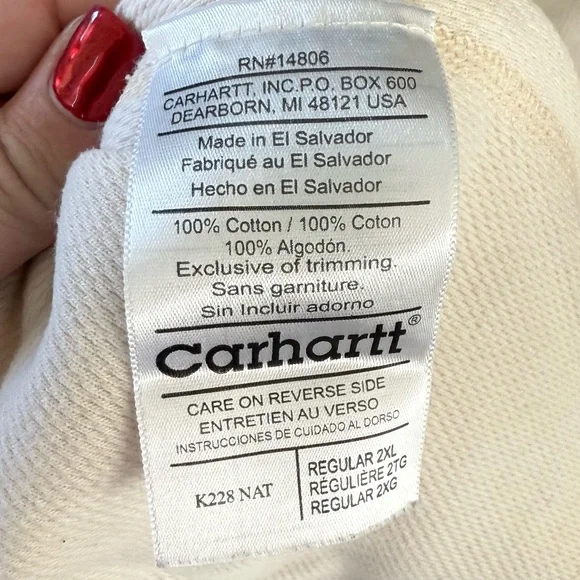 RN#14806
CARHARTT, INC.P.O. BOX 600
DEARBORN, MI 48121 USA
Made in El Salvador
Fabriqué au El Salvador
Hecho en El Salvador
100% Cotton / 100% Coton
100% Algodón.
Exclusive of trimming.
Sans garniture.
Sin Incluir adorno
Carhartt®
CARE ON REVERSE SIDE
ENTRETIEN AU VERSO
INSTRUCCIONES DE CUIDADO AL DORSO
K228 NAT
REGULAR 2XL
RÉGULIÈRE 2TG
REGULAR 2XG